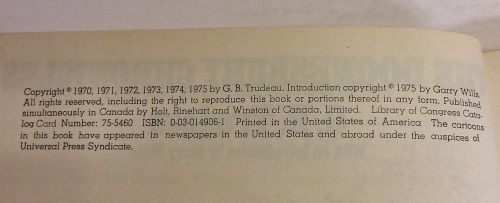 Copyright © 1970, 1971, 1972, 1973, 1974, 1975 by G. B. Trudeau. Introduction copyright © 1975 by Garry Wills.
All rights reserved, including the right to reproduce this book or portions thereof in any form. Published
simultaneously in Canada by Holt, Rinehart and Winston of Canada, Limited. Library of Congress Cata-
log Card Number: 75-5460 ISBN: 0-03-014906-1 Printed in the United States of America The cartoons
in this book have appeared in newspapers in the United States and abroad under the auspices of
Universal Press Syndicate.